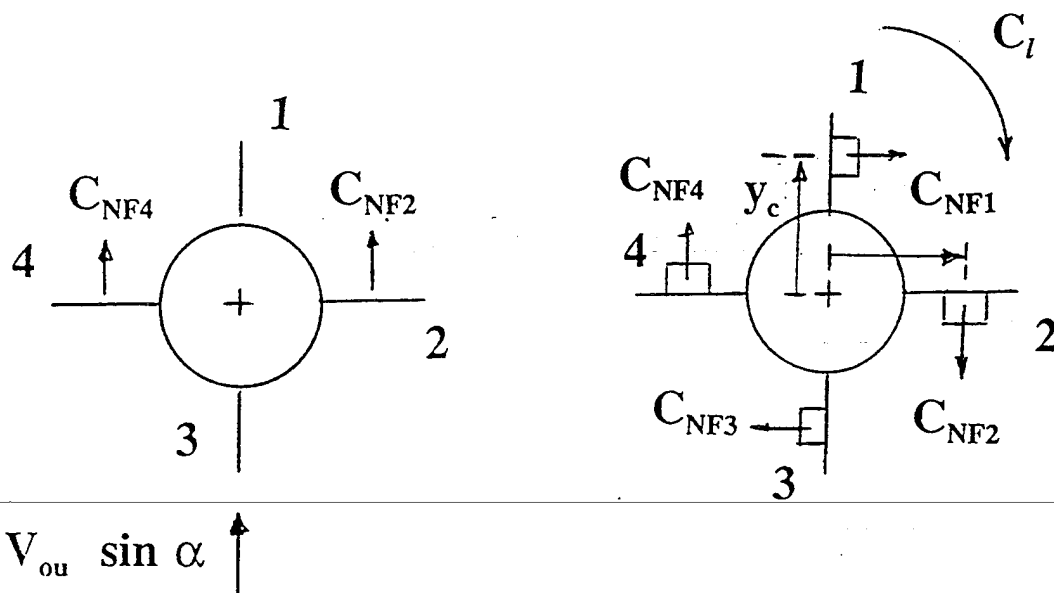 1
C_NF4
C_NF2
4
2
3
V_ou sin α
C_l
1
C_NF4
y_c
C_NF1
4
2
C_NF3
C_NF2
3